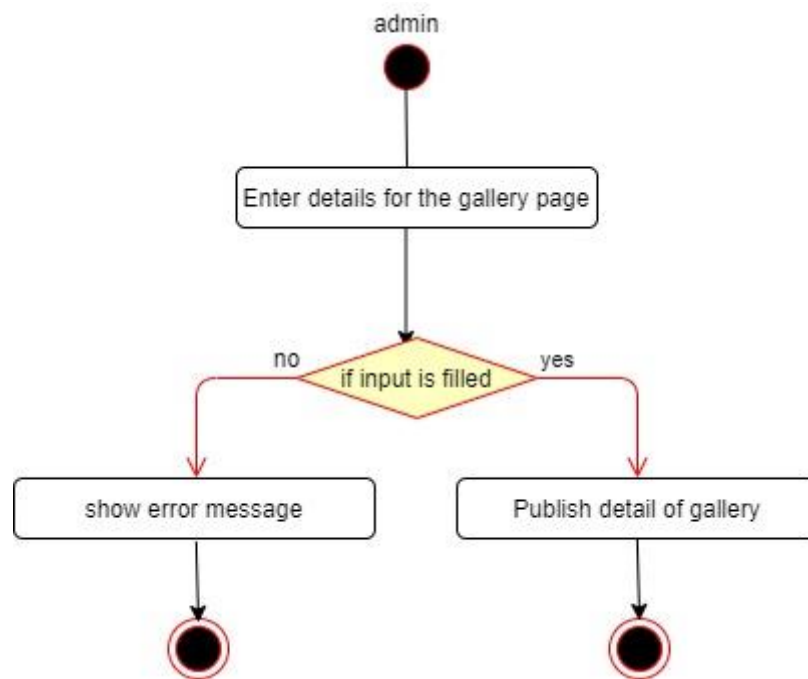 admin
Enter details for the gallery page
no
if input is filled
yes
show error message
Publish detail of gallery